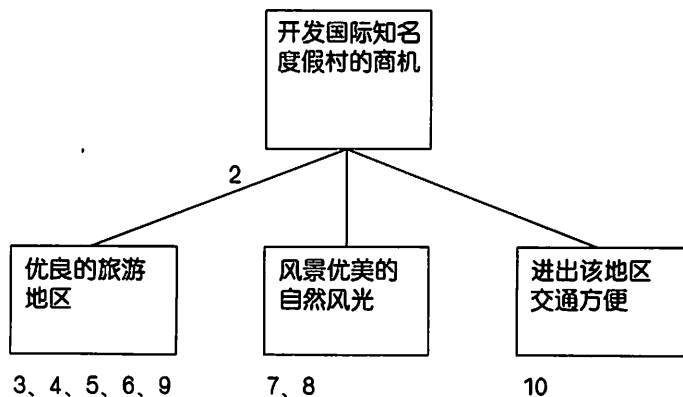 开发国际知名
度假村的商机
2
优良的旅游
地区
风景优美的
自然风光
进出该地区
交通方便
3、4、5、6、9
7、8
10